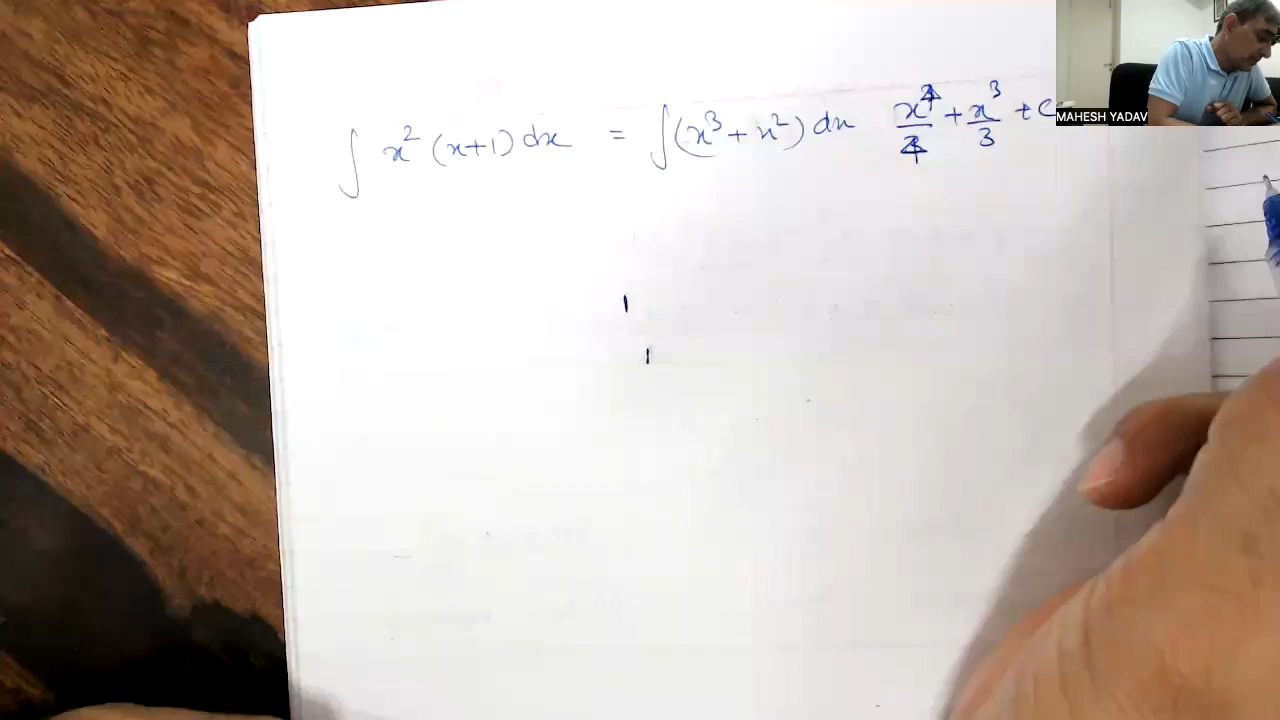 ∫ x² (x+1) dx = ∫(x³ + x²) dx x⁴/4 + x³/3 + C
MAHESH YADAV